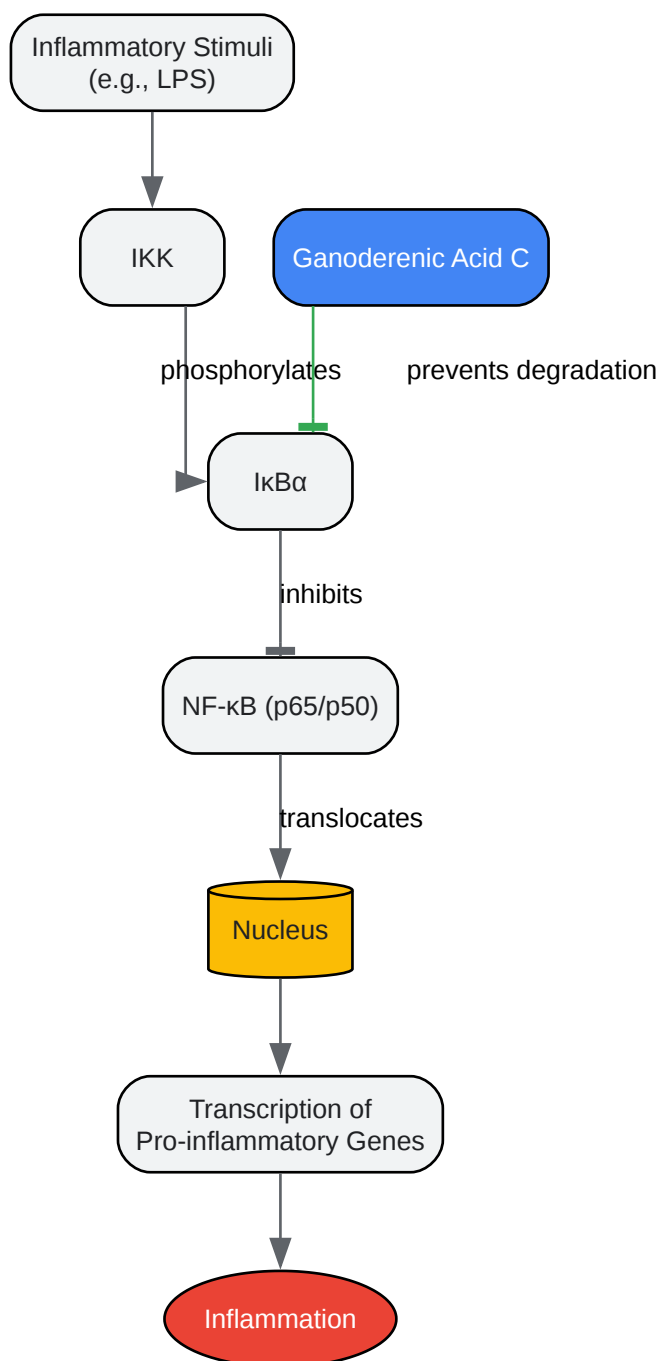 Inflammatory Stimuli
(e.g., LPS)
IKK
Ganoderenic Acid C
phosphorylates
prevents degradation
IκBα
inhibits
NF-κB (p65/p50)
translocates
Nucleus
Transcription of
Pro-inflammatory Genes
Inflammation